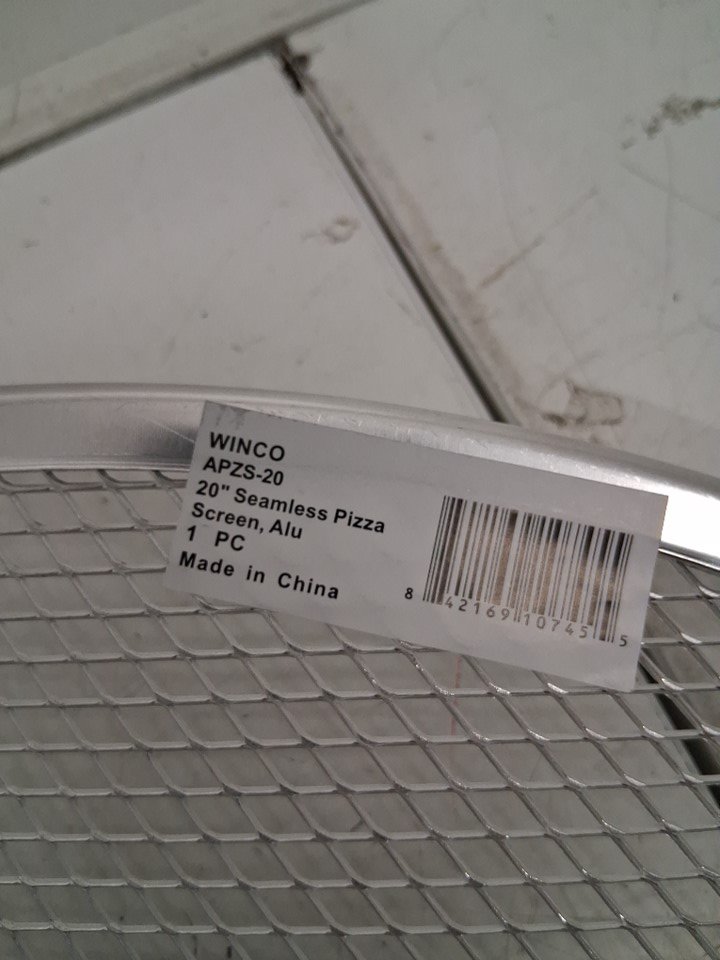 WINCO
APZS-20
20" Seamless Pizza
Screen, Alu
1 PC
Made in China
8 42169 10745 5